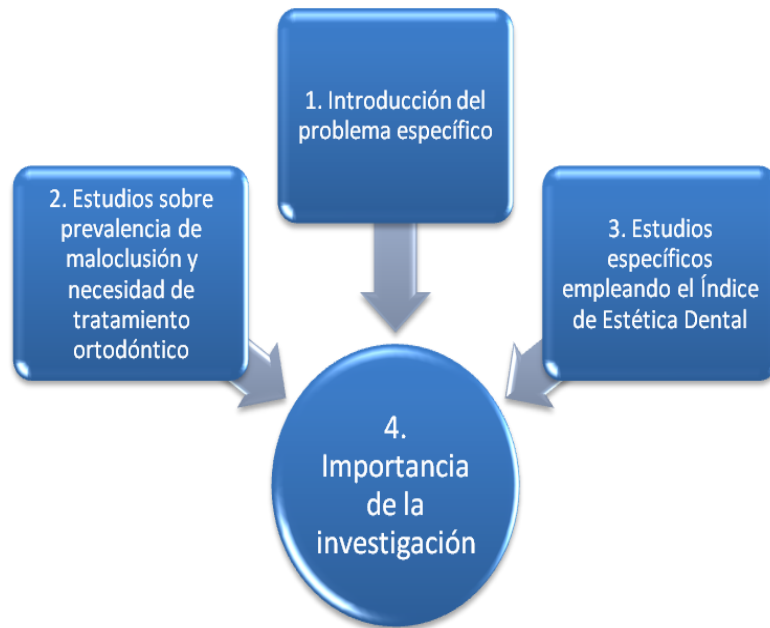 1. Introducción del
problema específico
2. Estudios sobre
prevalencia de
maloclusión y
necesidad de
tratamiento
ortodóntico
3. Estudios
específicos
empleando el Índice
de Estética Dental
4.
Importancia
de la
investigación